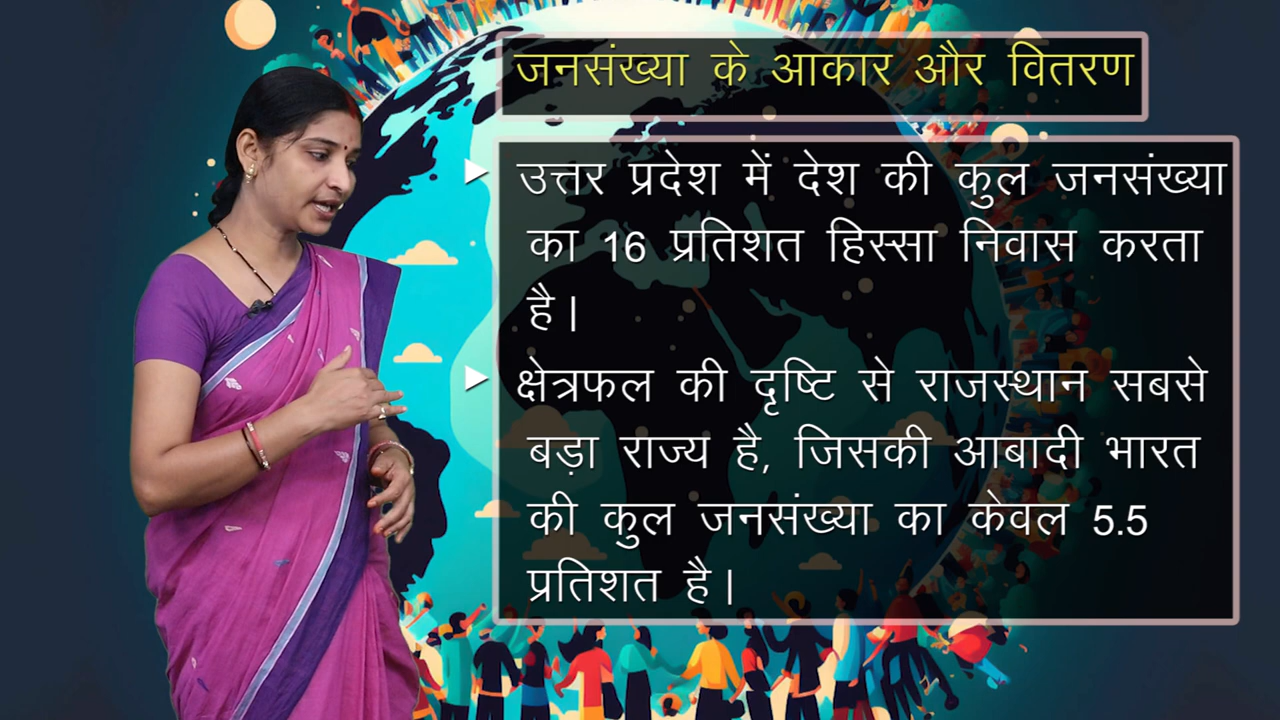 जनसंख्या के आकार और वितरण
उत्तर प्रदेश में देश की कुल जनसंख्या
का 16 प्रतिशत हिस्सा निवास करता
है।
क्षेत्रफल की दृष्टि से राजस्थान सबसे
बड़ा राज्य है, जिसकी आबादी भारत
की कुल जनसंख्या का केवल 5.5
प्रतिशत है।